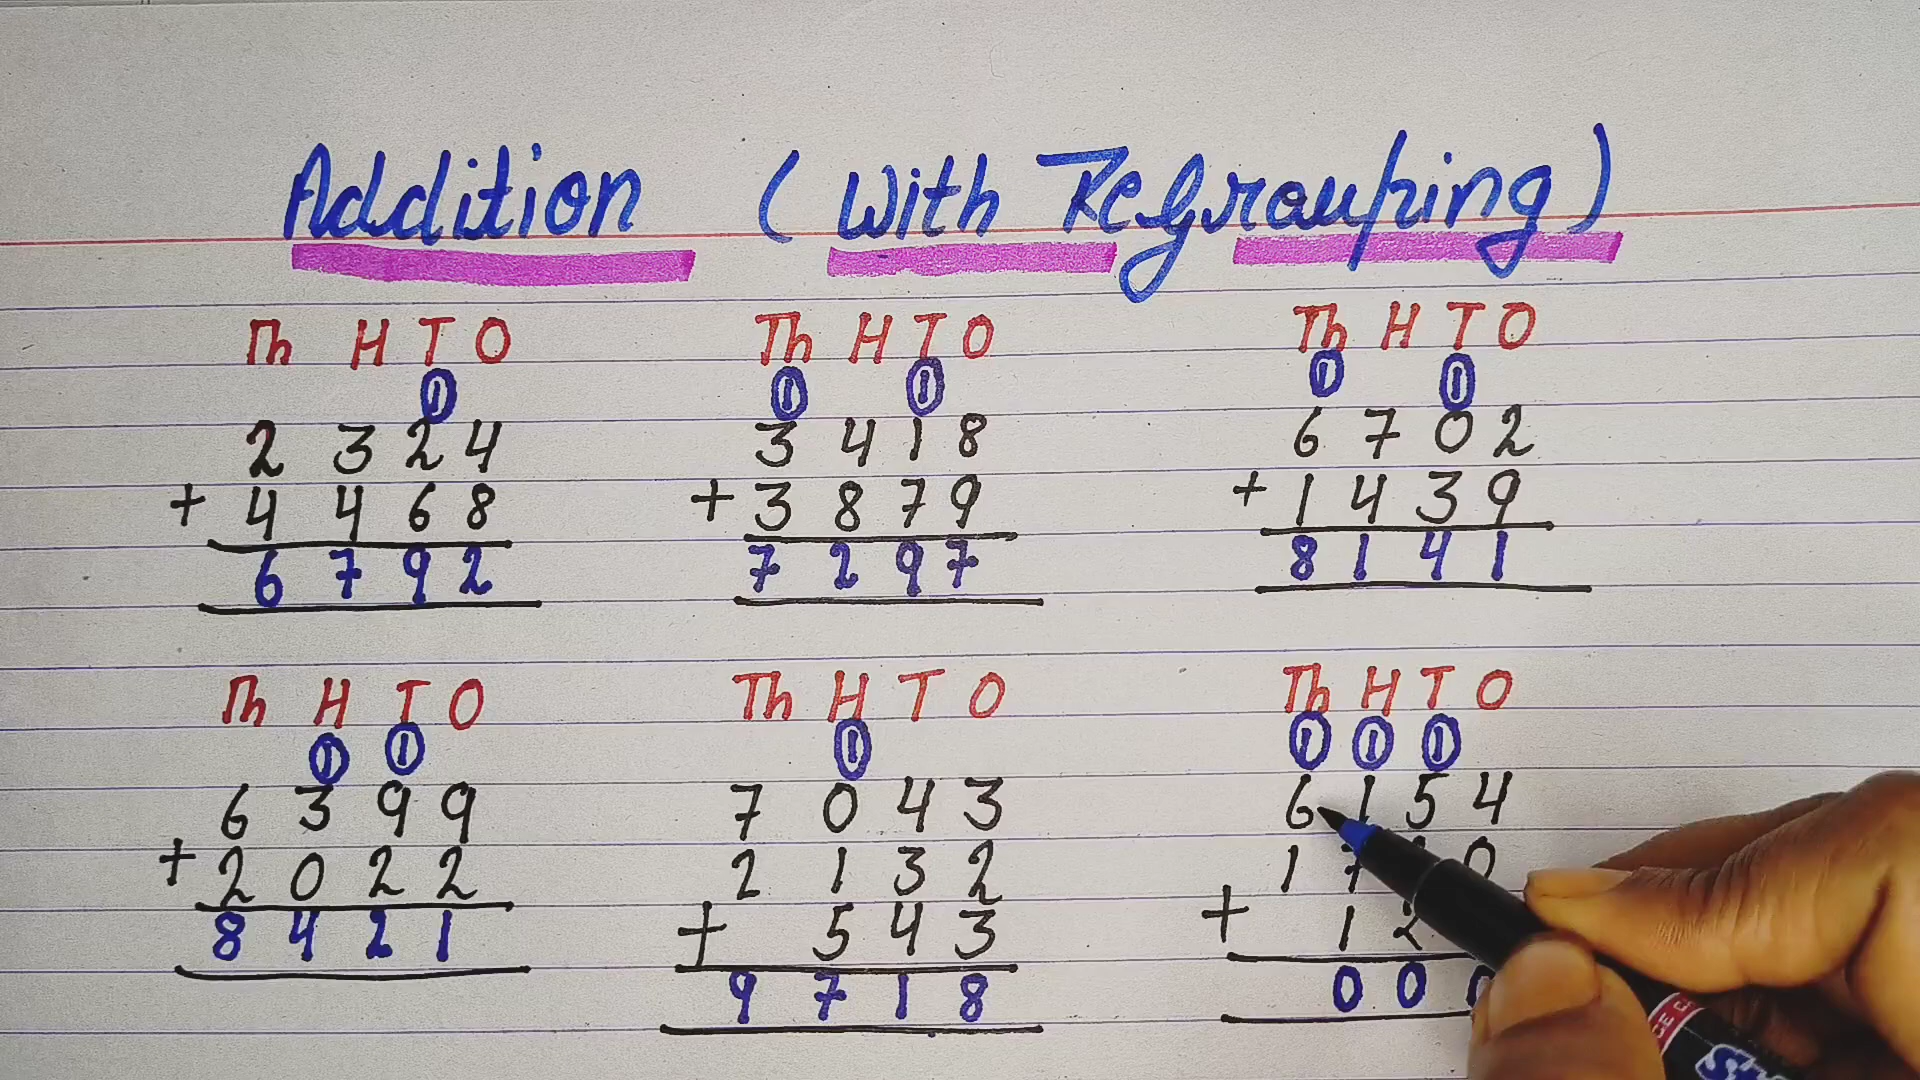 Addition (With Regrouping)
Th H T O Th H T O Th H T O
1 1 1 1 1
2 3 2 4 3 4 1 8 6 7 0 2
+ 4 4 6 8 + 3 8 7 9 + 1 4 3 9
6 7 9 2 7 2 9 7 8 1 4 1
Th H T O Th H T O Th H T O
1 1 1 1 1 1
6 3 9 9 7 0 4 3 6 1 5 4
+ 2 0 2 2 2 1 3 2 1 7 0
8 4 2 1 + 5 4 3 + 1 2
9 7 1 8 0 0 0